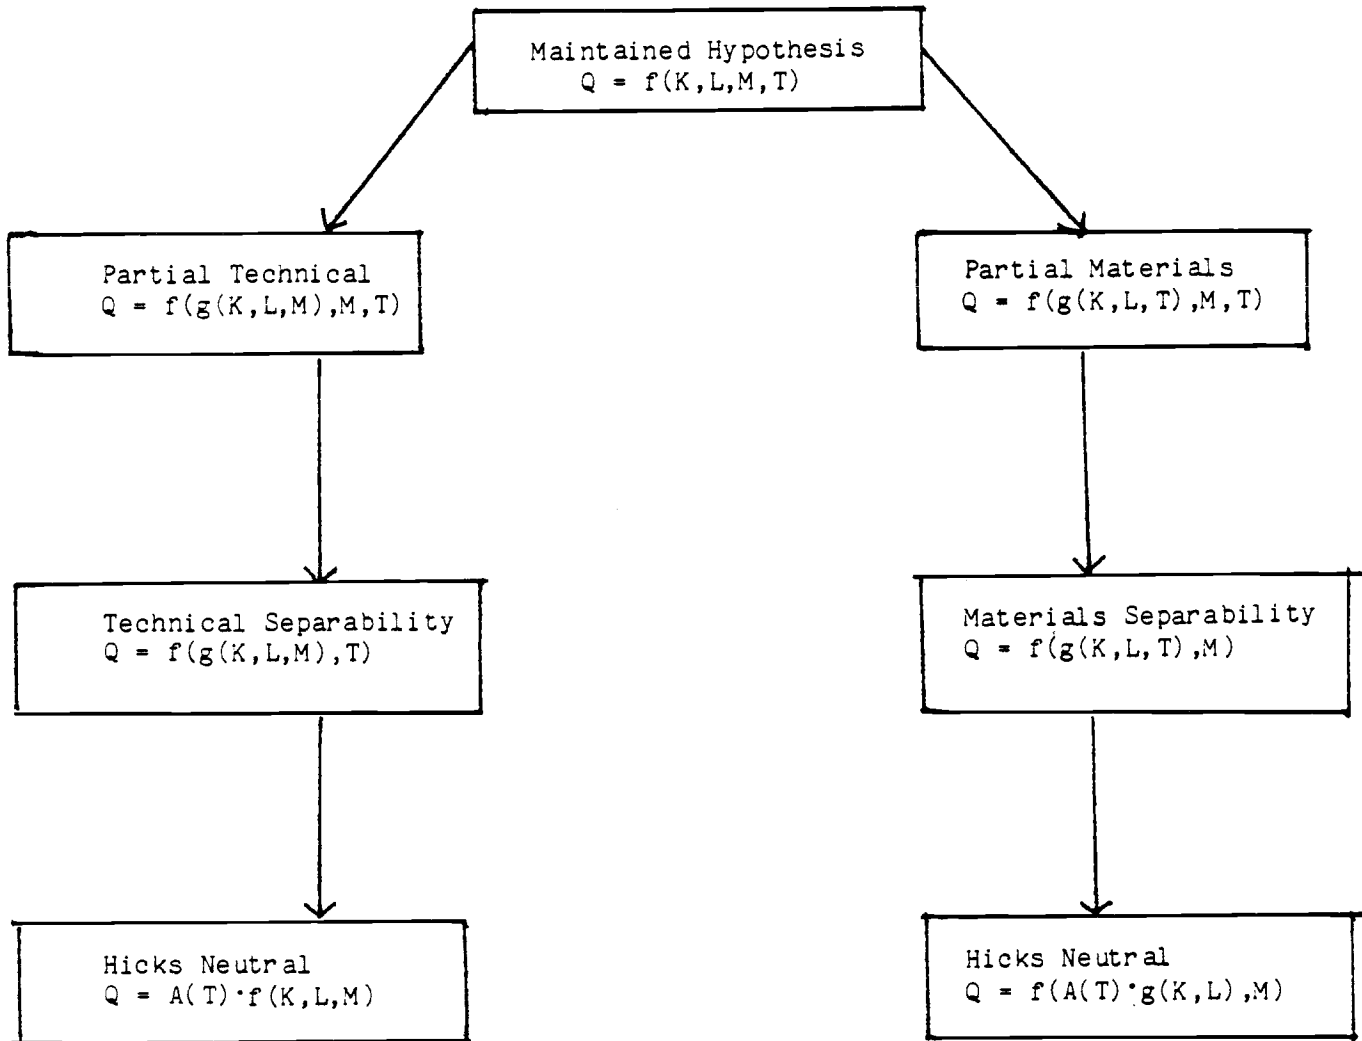 Maintained Hypothesis
Q = f(K,L,M,T)
Partial Technical
Q = f(g(K,L,M),M,T)
Partial Materials
Q = f(g(K,L,T),M,T)
Technical Separability
Q = f(g(K,L,M),T)
Materials Separability
Q = f(g(K,L,T),M)
Hicks Neutral
Q = A(T)·f(K,L,M)
Hicks Neutral
Q = f(A(T)·g(K,L),M)